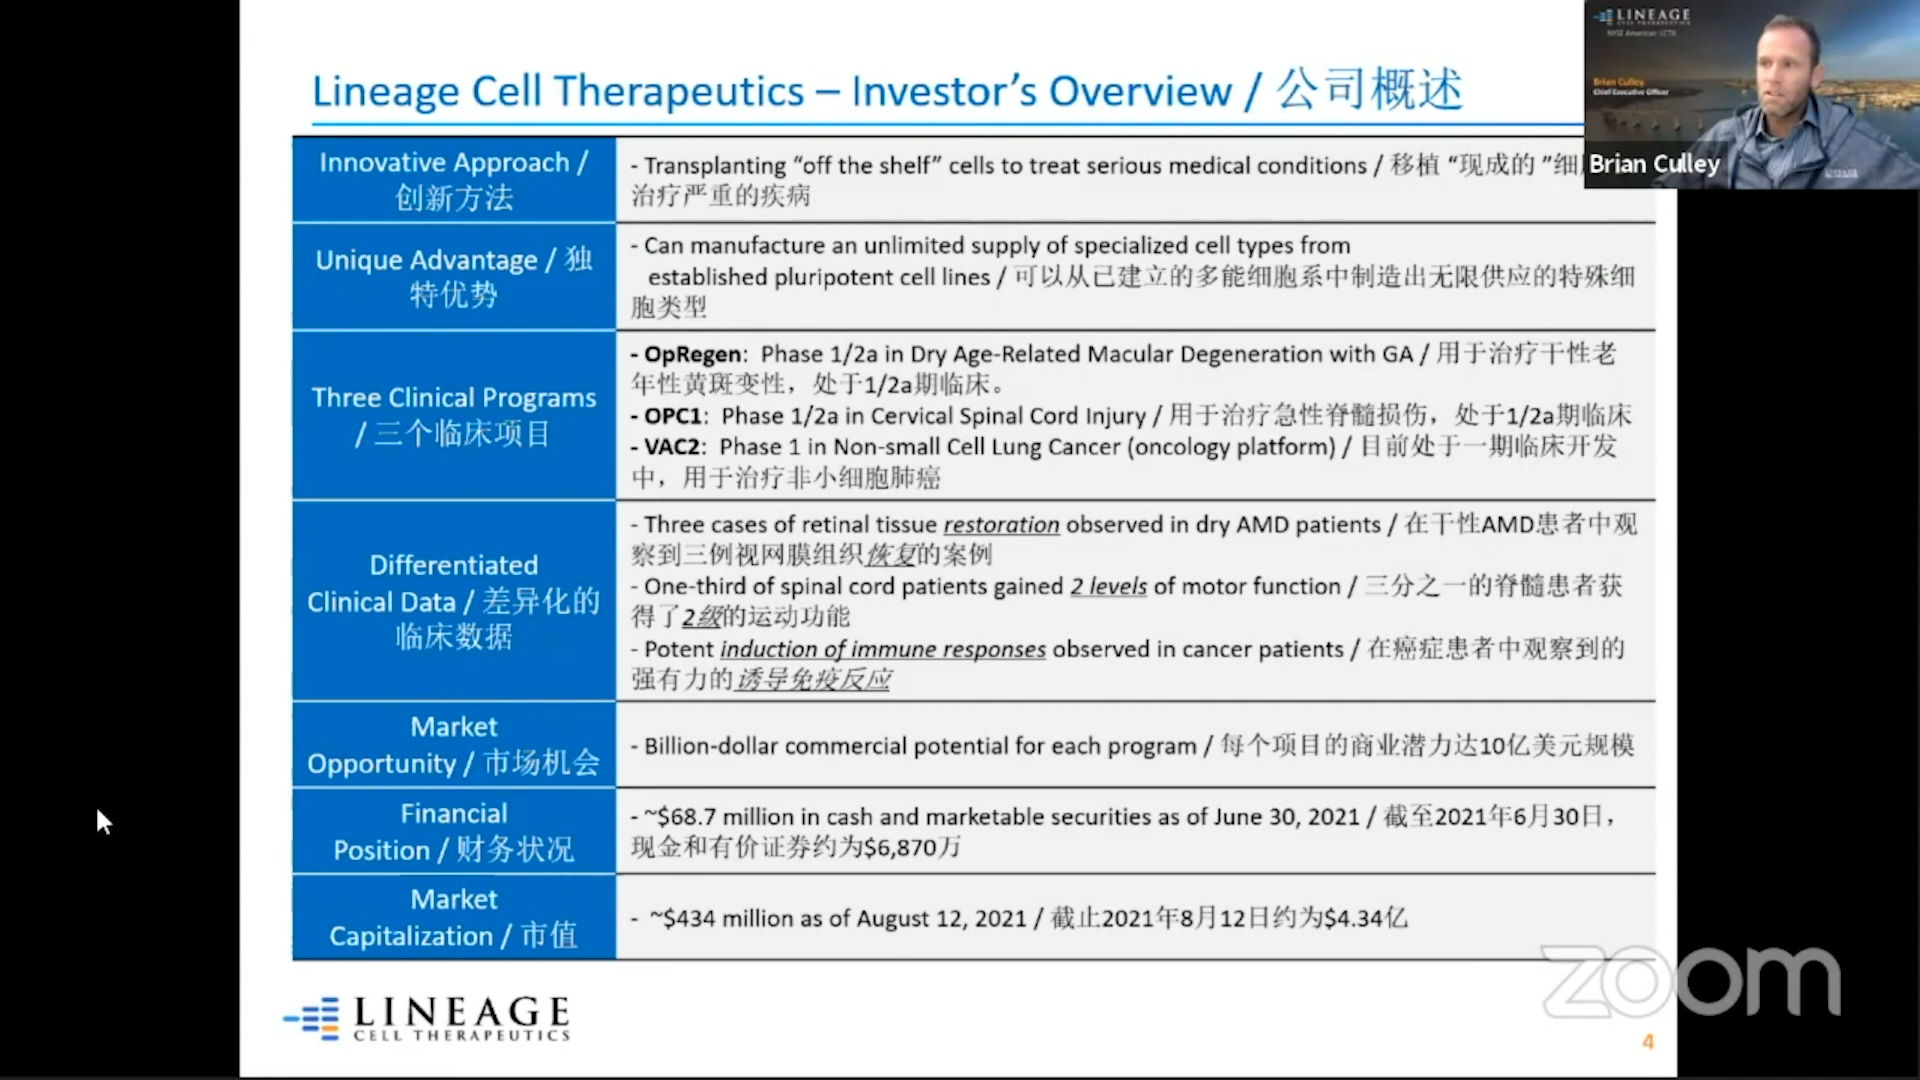 Lineage Cell Therapeutics – Investor's Overview / 公司概述
Innovative Approach /
创新方法
- Transplanting “off the shelf” cells to treat serious medical conditions / 移植 “现成的 ”细
治疗严重的疾病
Unique Advantage / 独
特优势
- Can manufacture an unlimited supply of specialized cell types from
established pluripotent cell lines / 可以从已建立的多能细胞系中制造出无限供应的特殊细
胞类型
Three Clinical Programs
/ 三个临床项目
- OpRegen: Phase 1/2a in Dry Age-Related Macular Degeneration with GA / 用于治疗干性老
年性黄斑变性，处于1/2a期临床。
- OPC1: Phase 1/2a in Cervical Spinal Cord Injury / 用于治疗急性脊髓损伤，处于1/2a期临床
- VAC2: Phase 1 in Non-small Cell Lung Cancer (oncology platform) / 目前处于一期临床开发
中，用于治疗非小细胞肺癌
Differentiated
Clinical Data / 差异化的
临床数据
- Three cases of retinal tissue restoration observed in dry AMD patients / 在干性AMD患者中观
察到三例视网膜组织恢复的案例
- One-third of spinal cord patients gained 2 levels of motor function / 三分之一的脊髓患者获
得了2级的运动功能
- Potent induction of immune responses observed in cancer patients / 在癌症患者中观察到的
强有力的诱导免疫反应
Market
Opportunity / 市场机会
- Billion-dollar commercial potential for each program / 每个项目的商业潜力达10亿美元规模
Financial
Position / 财务状况
- ~$68.7 million in cash and marketable securities as of June 30, 2021 / 截至2021年6月30日，
现金和有价证券约为$6,870万
Market
Capitalization / 市值
- ~$434 million as of August 12, 2021 / 截止2021年8月12日约为$4.34亿
LINEAGE
CELL THERAPEUTICS
4
zoom
LINEAGE
CELL THERAPEUTICS
NYSE American: LCTX
Brian Culley
Chief Executive Officer
Brian Culley
LINEAGE